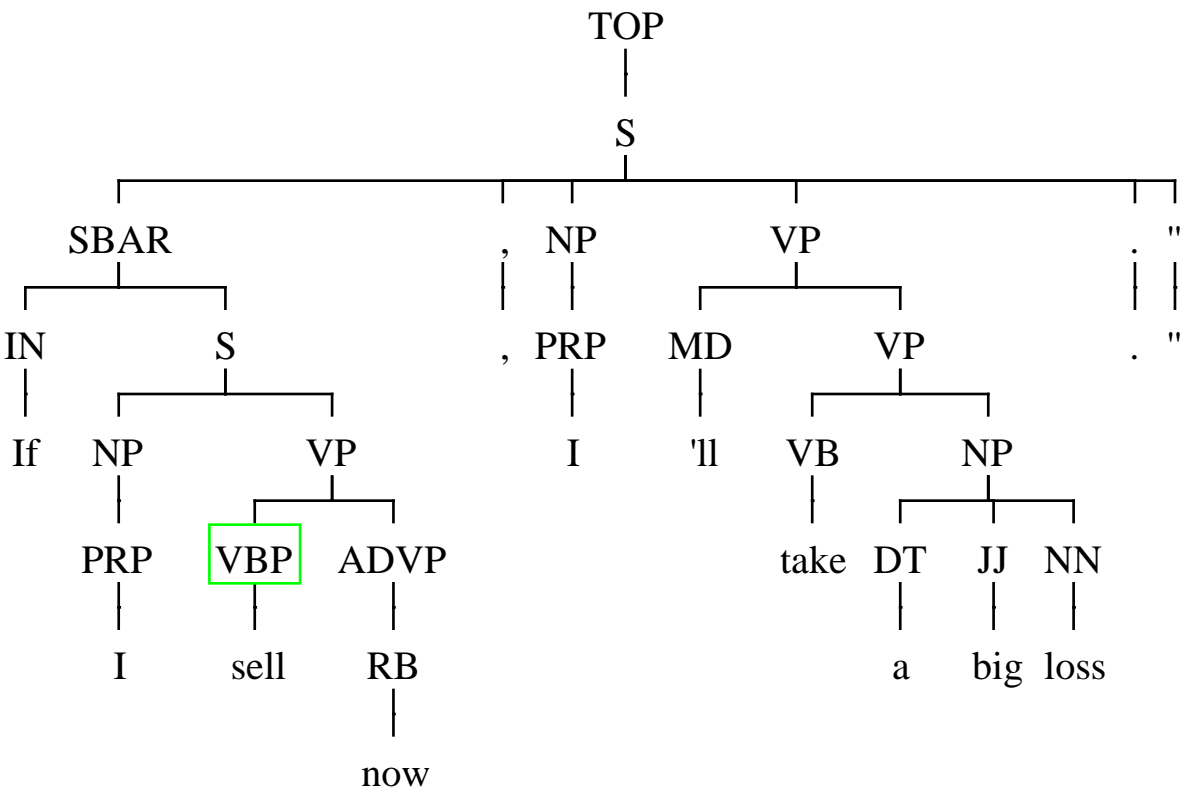 TOP
S
SBAR , NP VP . "
IN S , PRP MD VP . "
If NP VP I 'll VB NP
PRP VBP ADVP take DT JJ NN
I sell RB a big loss
now